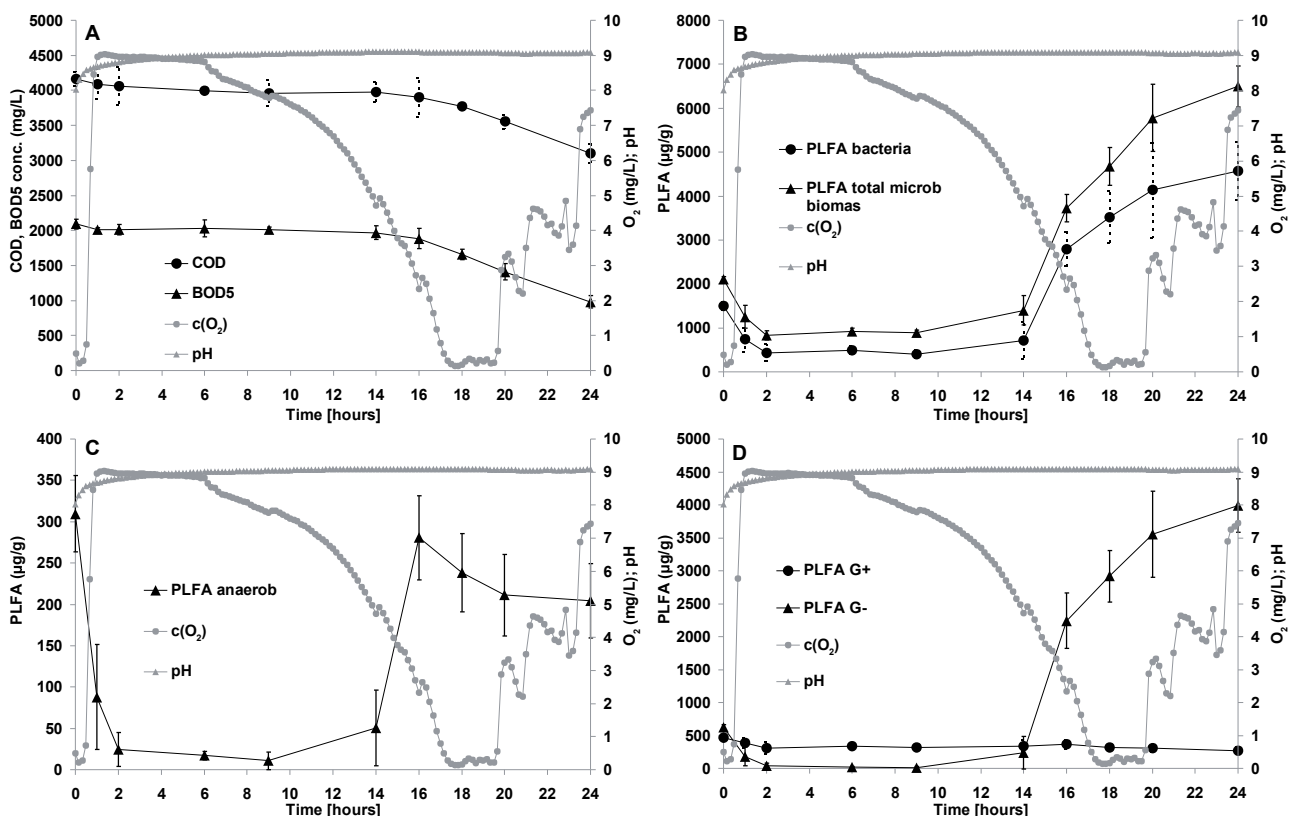 A
5000
4500
4000
3500
3000
2500
2000
1500
1000
500
0
COD, BOD5 conc. (mg/L)
COD
BOD5
c(O₂)
pH
10
9
8
7
6
5
4
3
2
1
0
O₂ (mg/L); pH
0 2 4 6 8 10 12 14 16 18 20 22 24
Time [hours]
B
8000
7000
6000
5000
4000
3000
2000
1000
0
PLFA (µg/g)
PLFA bacteria
PLFA total microb
biomas
c(O₂)
pH
10
9
8
7
6
5
4
3
2
1
0
O₂ (mg/L); pH
0 2 4 6 8 10 12 14 16 18 20 22 24
Time [hours]
C
400
350
300
250
200
150
100
50
0
PLFA (µg/g)
PLFA anaerob
c(O₂)
pH
10
9
8
7
6
5
4
3
2
1
0
O₂ (mg/L); pH
0 2 4 6 8 10 12 14 16 18 20 22 24
Time [hours]
D
5000
4500
4000
3500
3000
2500
2000
1500
1000
500
0
PLFA (µg/g)
PLFA G+
PLFA G-
c(O₂)
pH
10
9
8
7
6
5
4
3
2
1
0
O₂ (mg/L); pH
0 2 4 6 8 10 12 14 16 18 20 22 24
Time [hours]